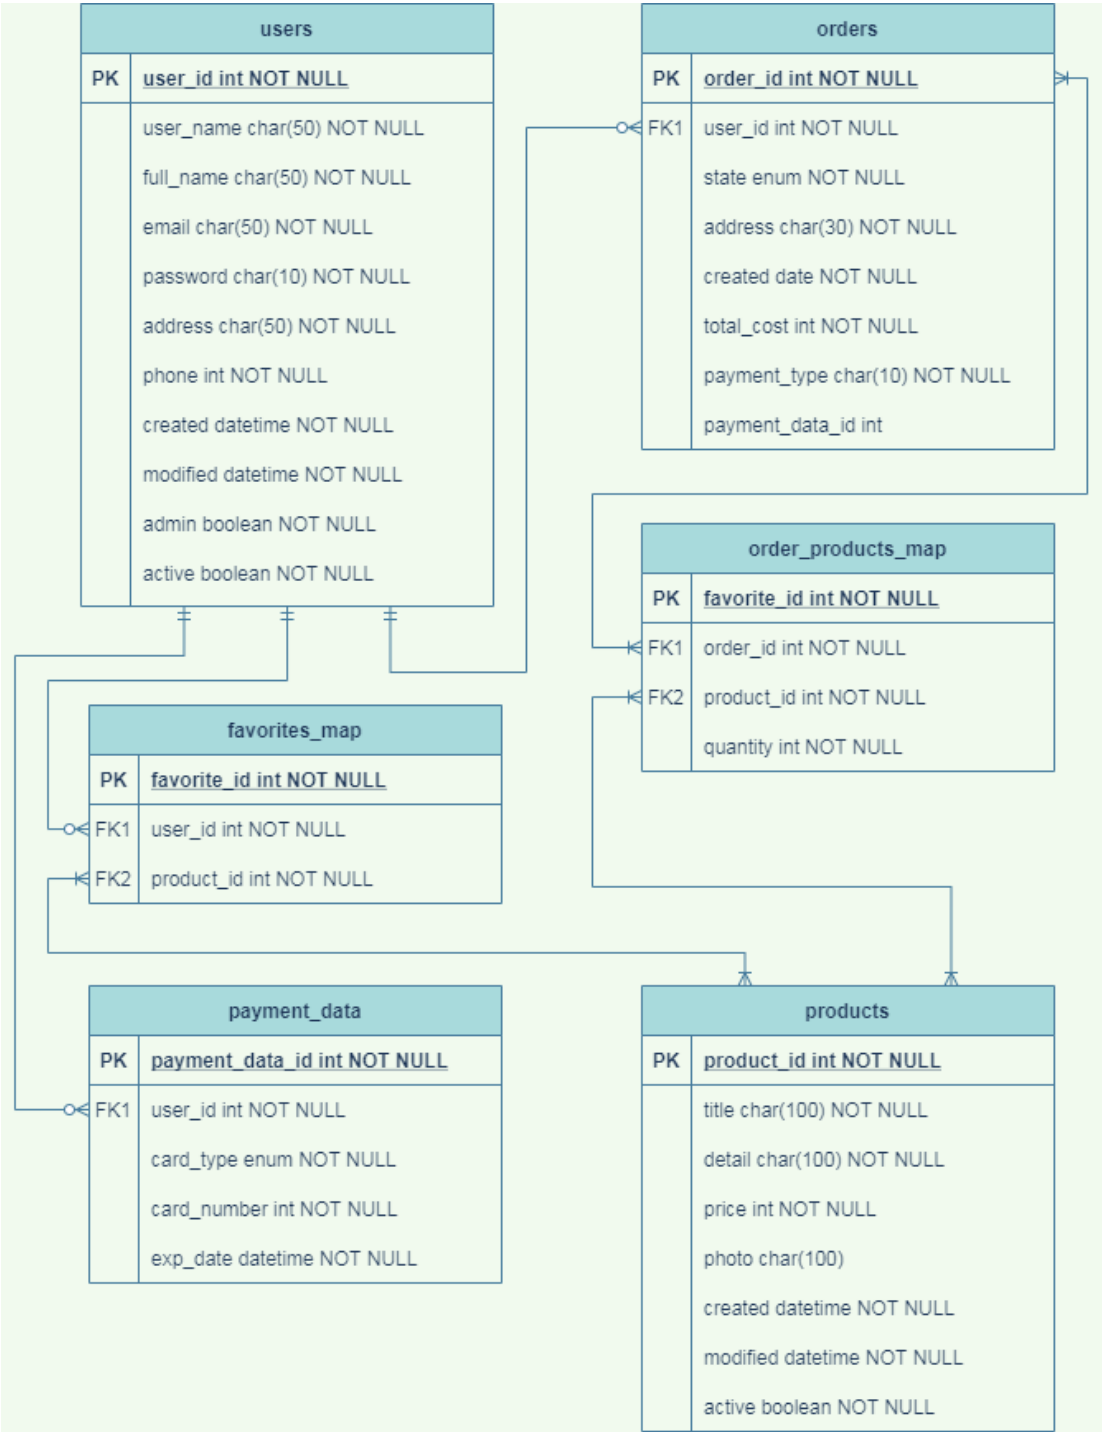 users
PK user_id int NOT NULL
user_name char(50) NOT NULL
full_name char(50) NOT NULL
email char(50) NOT NULL
password char(10) NOT NULL
address char(50) NOT NULL
phone int NOT NULL
created datetime NOT NULL
modified datetime NOT NULL
admin boolean NOT NULL
active boolean NOT NULL
orders
PK order_id int NOT NULL
FK1 user_id int NOT NULL
state enum NOT NULL
address char(30) NOT NULL
created date NOT NULL
total_cost int NOT NULL
payment_type char(10) NOT NULL
payment_data_id int
order_products_map
PK favorite_id int NOT NULL
FK1 order_id int NOT NULL
FK2 product_id int NOT NULL
quantity int NOT NULL
favorites_map
PK favorite_id int NOT NULL
FK1 user_id int NOT NULL
FK2 product_id int NOT NULL
payment_data
PK payment_data_id int NOT NULL
FK1 user_id int NOT NULL
card_type enum NOT NULL
card_number int NOT NULL
exp_date datetime NOT NULL
products
PK product_id int NOT NULL
title char(100) NOT NULL
detail char(100) NOT NULL
price int NOT NULL
photo char(100)
created datetime NOT NULL
modified datetime NOT NULL
active boolean NOT NULL